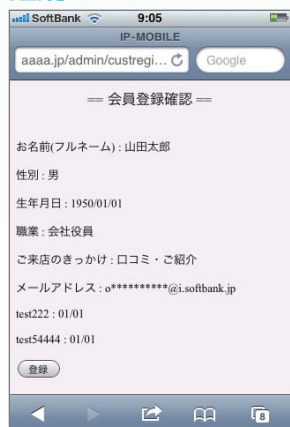 SoftBank 9:05
IP-MOBILE
aaaa.jp/admin/custregi... Google
== 会員登録確認 ==
お名前(フルネーム) : 山田太郎
性別 : 男
生年月日 : 1950/01/01
職業 : 会社役員
ご来店のきっかけ : 口コミ・ご紹介
メールアドレス : o**********@i.softbank.jp
test222 : 01/01
test54444 : 01/01
登録
8